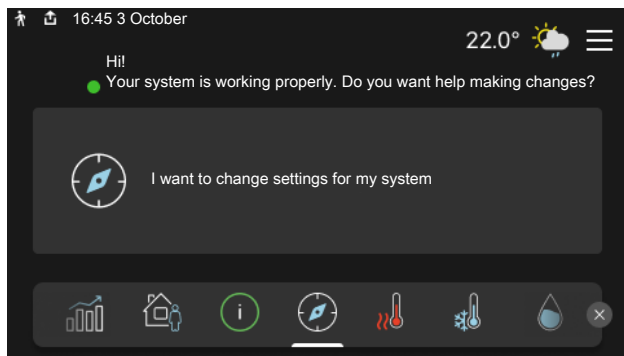 16:45 3 October
22.0°
Hi!
Your system is working properly. Do you want help making changes?
I want to change settings for my system
i